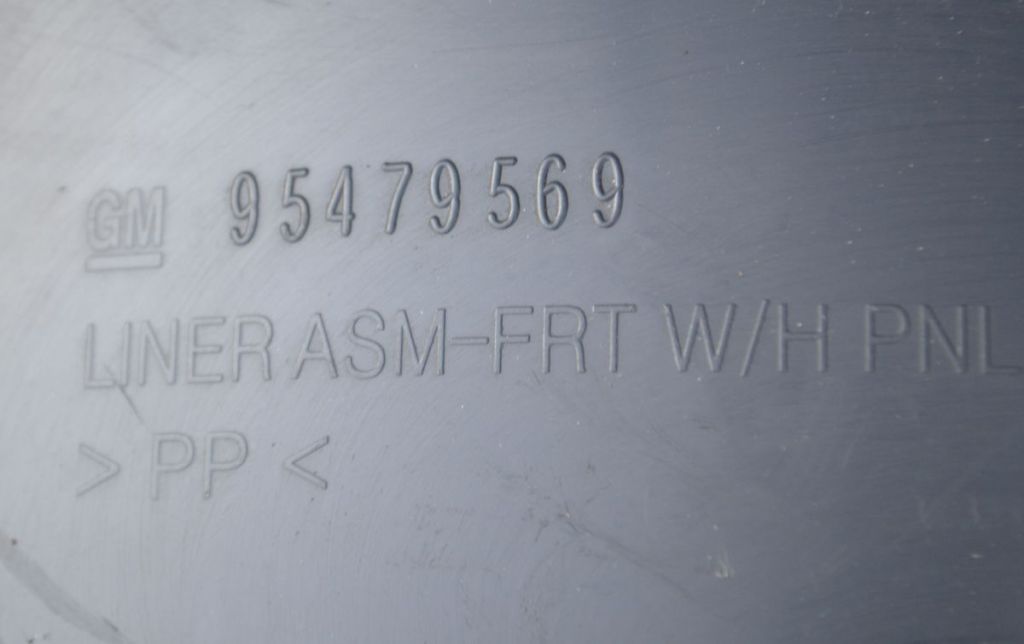 GM 95479569
LINER ASM-FRT W/H PNL
> PP <